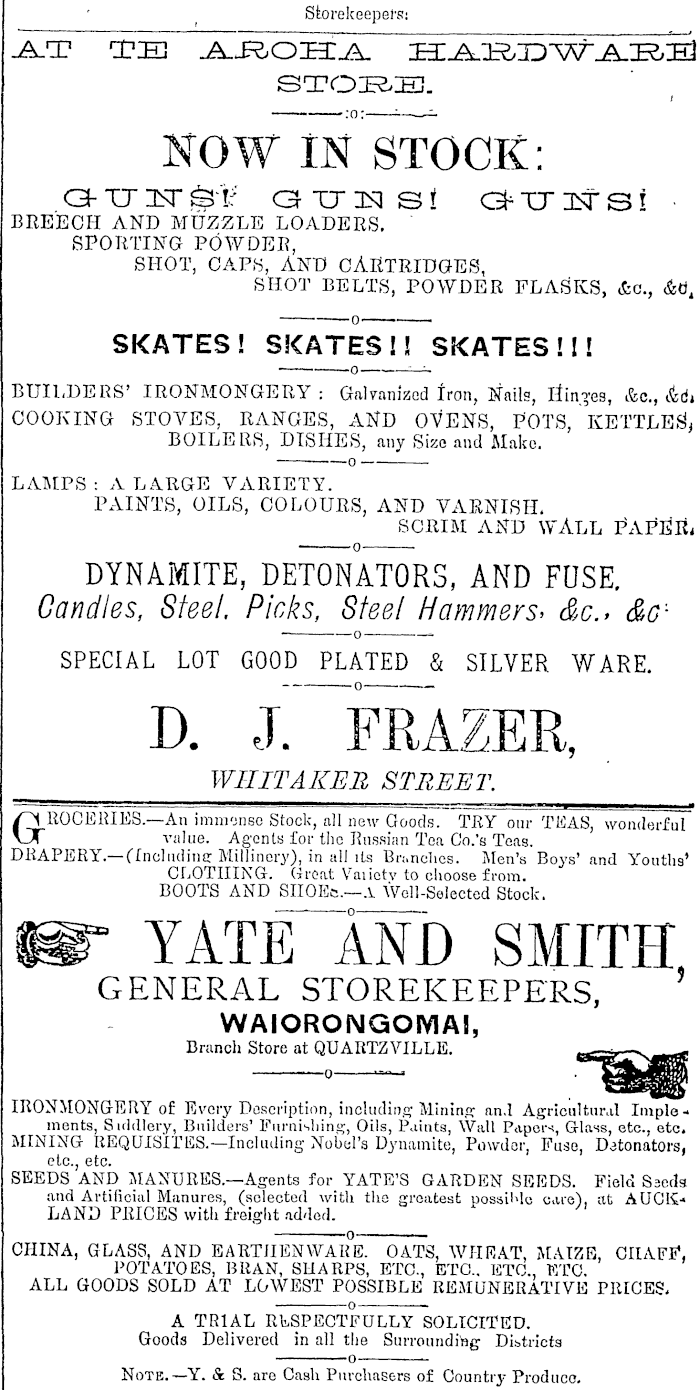 Storekeepers:
AT TE AROHA HARDWARE
STORE.
:o:
NOW IN STOCK:
GUNS! GUNS! GUNS!
BREECH AND MUZZLE LOADERS.
SPORTING POWDER,
SHOT, CAPS, AND CARTRIDGES,
SHOT BELTS, POWDER FLASKS, &c., &c.
o
SKATES! SKATES!! SKATES!!!
o
BUILDERS' IRONMONGERY: Galvanized Iron, Nails, Hinges, &c., &c.
COOKING STOVES, RANGES, AND OVENS, POTS, KETTLES,
BOILERS, DISHES, any Size and Make.
o
LAMPS: A LARGE VARIETY.
PAINTS, OILS, COLOURS, AND VARNISH.
SCRIM AND WALL PAPER.
o
DYNAMITE, DETONATORS, AND FUSE.
Candles, Steel, Picks, Steel Hammers, &c., &c
o
SPECIAL LOT GOOD PLATED & SILVER WARE.
o
D. J. FRAZER,
WHITAKER STREET.
GROCERIES.—An immense Stock, all new Goods. TRY our TEAS, wonderful
value. Agents for the Russian Tea Co.'s Teas.
DRAPERY.—(Including Millinery), in all its Branches. Men's Boys' and Youths'
CLOTHING. Great Variety to choose from.
BOOTS AND SHOES.—A Well-Selected Stock.
o
YATE AND SMITH,
GENERAL STOREKEEPERS,
WAIORONGOMAI,
Branch Store at QUARTZVILLE.
o
IRONMONGERY of Every Description, including Mining and Agricultural Imple-
ments, Saddlery, Builders' Furnishing, Oils, Paints, Wall Papers, Glass, etc., etc.
MINING REQUISITES.—Including Nobel's Dynamite, Powder, Fuse, Detonators,
etc., etc.
SEEDS AND MANURES.—Agents for YATE'S GARDEN SEEDS. Field Seeds
and Artificial Manures, (selected with the greatest possible care), at AUCK-
LAND PRICES with freight added.
o
CHINA, GLASS, AND EARTHENWARE. OATS, WHEAT, MAIZE, CHAFF,
POTATOES, BRAN, SHARPS, ETC., ETC., ETC., ETC.
ALL GOODS SOLD AT LOWEST POSSIBLE REMUNERATIVE PRICES.
o
A TRIAL RESPECTFULLY SOLICITED.
Goods Delivered in all the Surrounding Districts
o
NOTE.—Y. & S. are Cash Purchasers of Country Produce.